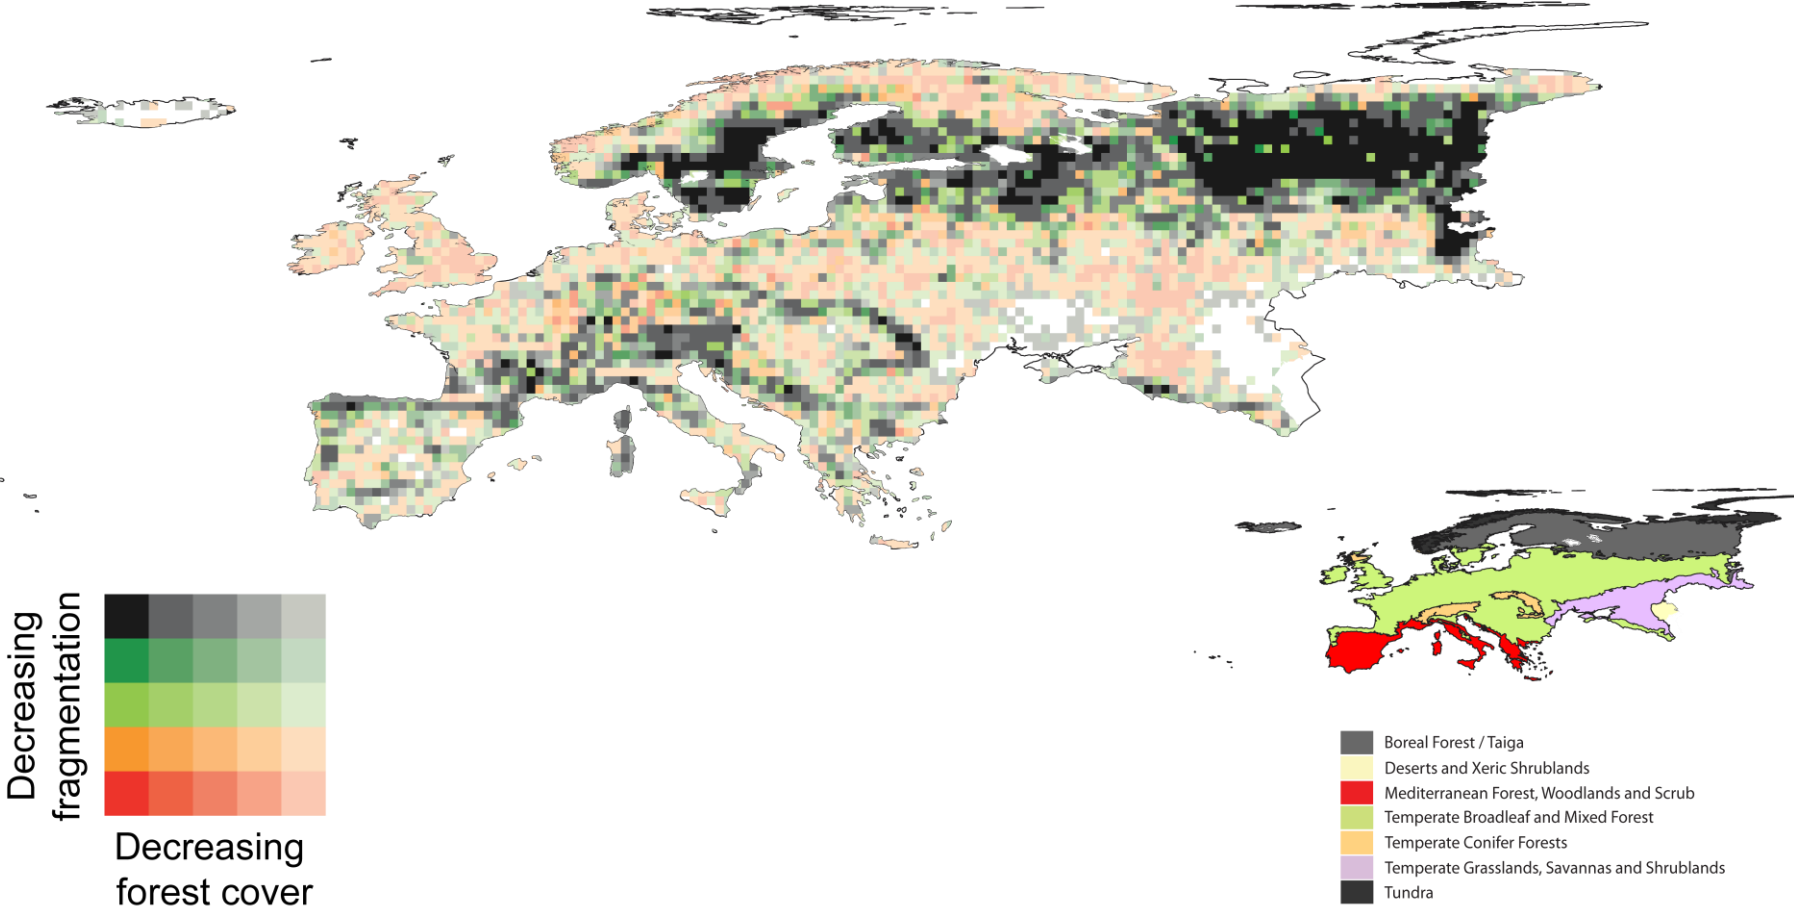 Decreasing
fragmentation
Decreasing
forest cover
Boreal Forest / Taiga
Deserts and Xeric Shrublands
Mediterranean Forest, Woodlands and Scrub
Temperate Broadleaf and Mixed Forest
Temperate Conifer Forests
Temperate Grasslands, Savannas and Shrublands
Tundra